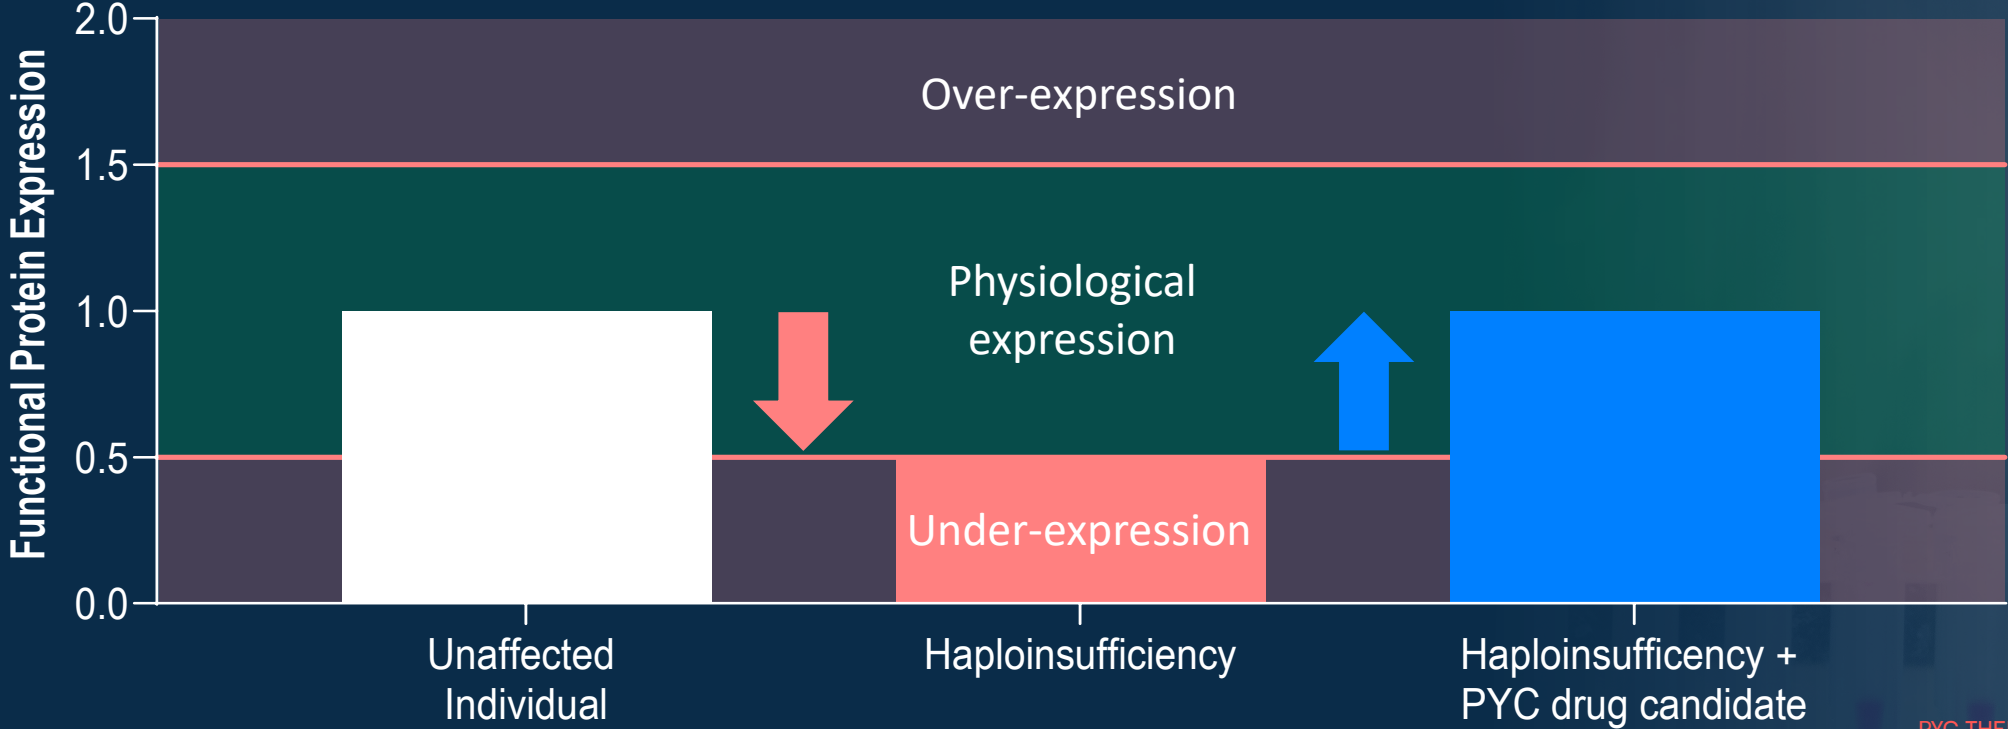 Functional Protein Expression
2.0
1.5
1.0
0.5
0.0
Over-expression
Physiological
expression
Under-expression
Unaffected
Individual
Haploinsufficiency
Haploinsufficency +
PYC drug candidate
PYC